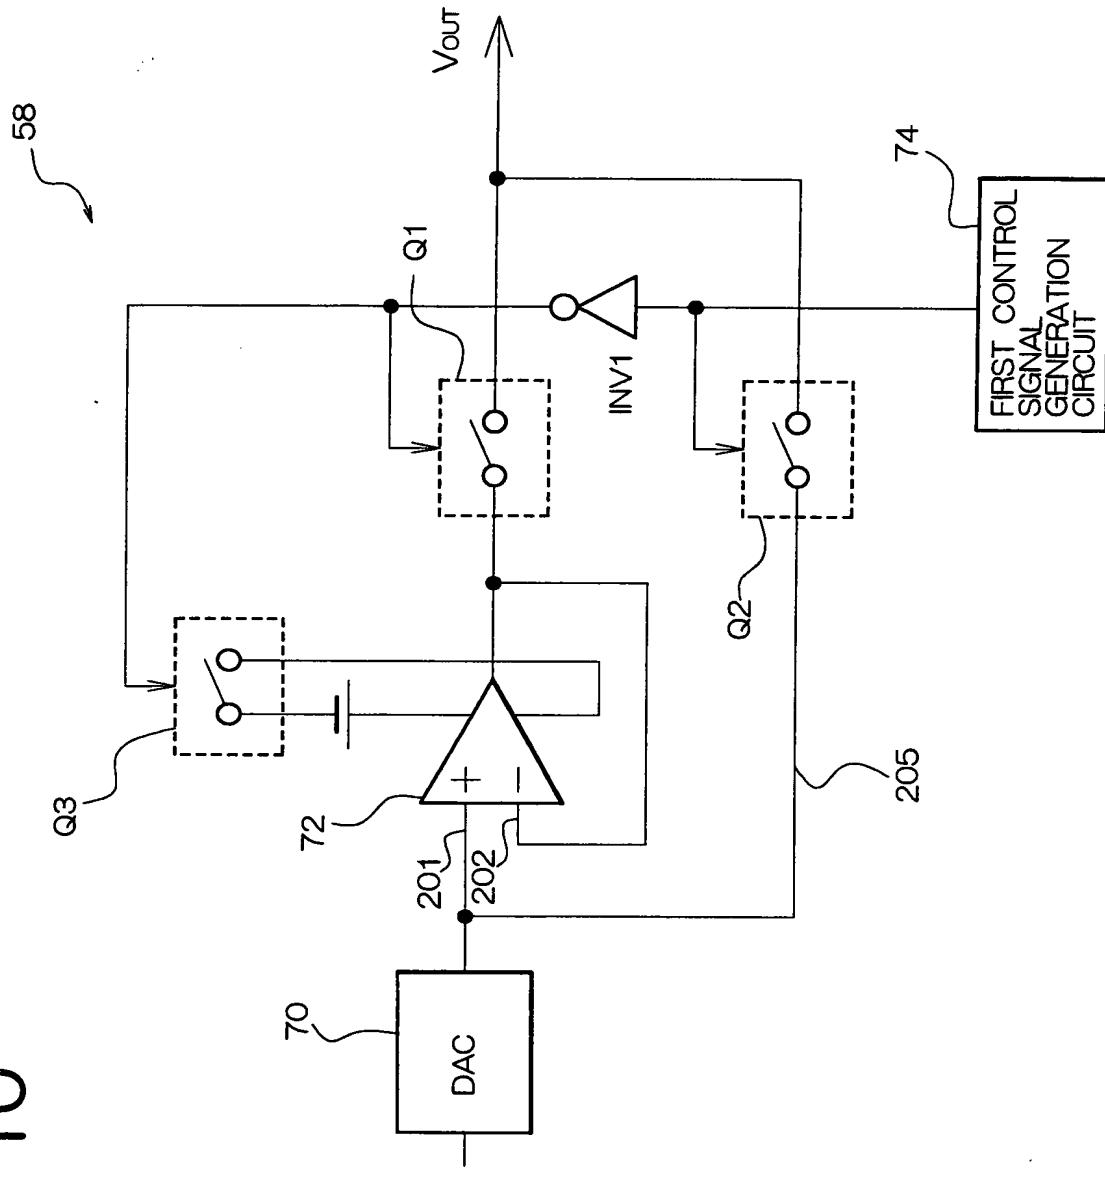 58
VOUT
Q3
Q1
72
+
−
201
202
INV1
74
70
DAC
Q2
205
FIRST CONTROL
SIGNAL
GENERATION
CIRCUIT